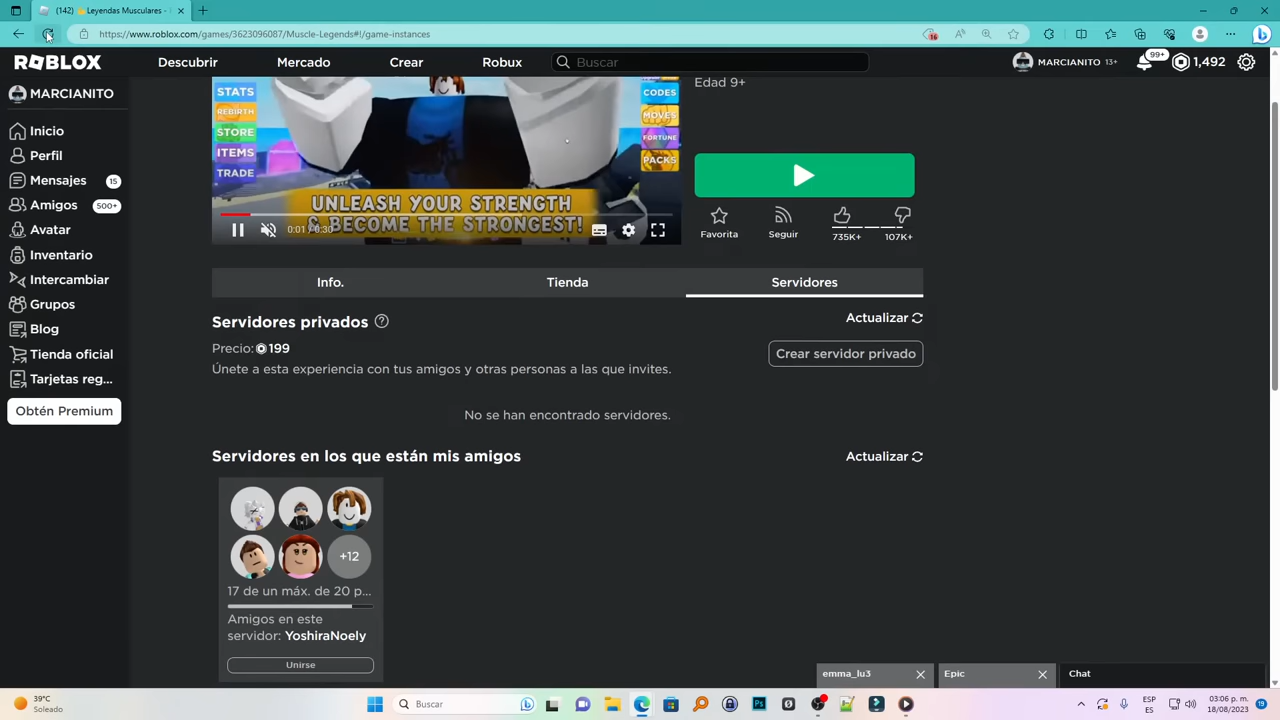 (142) Leyendas Musculares -
https://www.roblox.com/games/3623096087/Muscle-Legends#!/game-instances
16
ROBLOX
Descubrir
Mercado
Crear
Robux
Buscar
MARCIANITO 13+
99+
1,492
MARCIANITO
Inicio
Perfil
Mensajes 15
Amigos 500+
Avatar
Inventario
Intercambiar
Grupos
Blog
Tienda oficial
Tarjetas reg...
Obtén Premium
STATS
REBIRTH
STORE
ITEMS
TRADE
CODES
MOVES
FORTUNE
PACKS
UNLEASH YOUR STRENGTH
& BECOME THE STRONGEST!
0:01 / 0:30
Edad 9+
Favorita
Seguir
735K+
107K+
Info.
Tienda
Servidores
Servidores privados
Actualizar
Precio: 199
Crear servidor privado
Únete a esta experiencia con tus amigos y otras personas a las que invites.
No se han encontrado servidores.
Servidores en los que están mis amigos
Actualizar
+12
17 de un máx. de 20 p...
Amigos en este
servidor: YoshiraNoely
Unirse
emma_lu3
Epic
Chat
39°C
Soleado
Buscar
ESP
ES
03:06 p. m.
18/08/2023
19